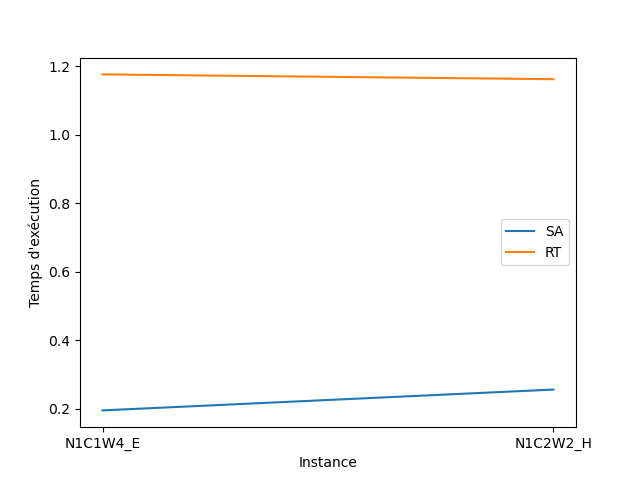 1.2
1.0
0.8
0.6
0.4
0.2
Temps d'exécution
SA
RT
N1C1W4_E
N1C2W2_H
Instance